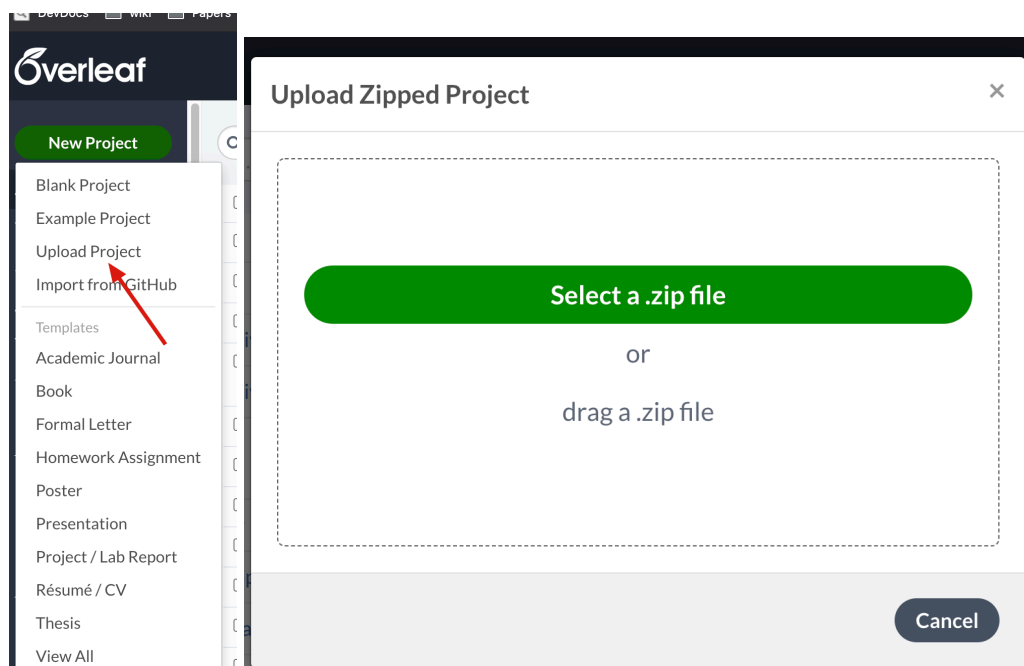 DevDocs
wiki
Papers
Overleaf
New Project
Blank Project
Example Project
Upload Project
Import from GitHub
Templates
Academic Journal
Book
Formal Letter
Homework Assignment
Poster
Presentation
Project / Lab Report
Résumé / CV
Thesis
View All
Upload Zipped Project
×
Select a .zip file
or
drag a .zip file
Cancel